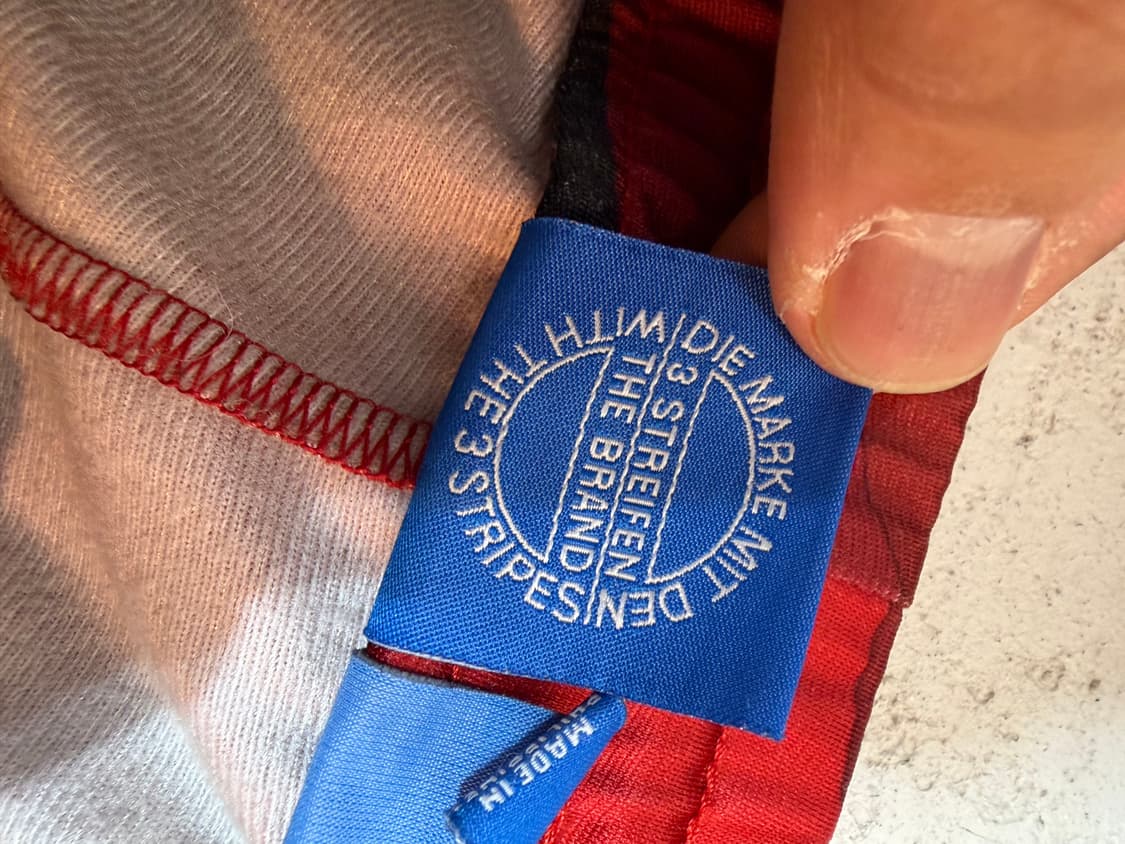 DIE MARKE MIT DEN
3 STREIFEN
THE BRAND
WITH THE 3 STRIPES
MADE IN